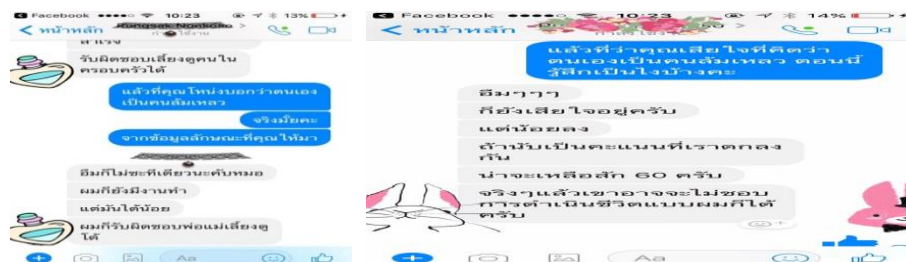 Facebook 10:23 13%
หน้าหลัก
รับผิดชอบเลี้ยงดูคนใน
ครอบครัวได้
แล้วที่คุณโหน่งบอกว่าตนเอง
เป็นคนล้มเหลว
จริงมั้ยคะ
จากข้อมูลลักษณะที่คุณให้มา
อืมก็ไม่ซะทีเดียวนะคับหมอ
ผมก็ยังมีงานทำ
แต่มันได้น้อย
ผมก็รับผิดชอบพ่อแม่เลี้ยงดู
ได้
Aa
Facebook 10:23 14%
หน้าหลัก
แล้วที่ว่าคุณเสียใจที่คิดว่า
ตนเองเป็นคนล้มเหลว ตอนนี้
รู้สึกเป็นไงบ้างคะ
อืมๆๆๆ
ก็ยังเสียใจอยู่ครับ
แต่น้อยลง
ถ้านับเป็นคะแนนที่เราตกลง
กัน
น่าจะเหลือสัก 60 ครับ
จริงๆแล้วเขาอาจจะไม่ชอบ
การดำเนินชีวิตแบบผมก็ได้
ครับ
Aa